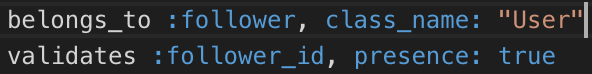 belongs_to :follower, class_name: "User"
validates :follower_id, presence: true